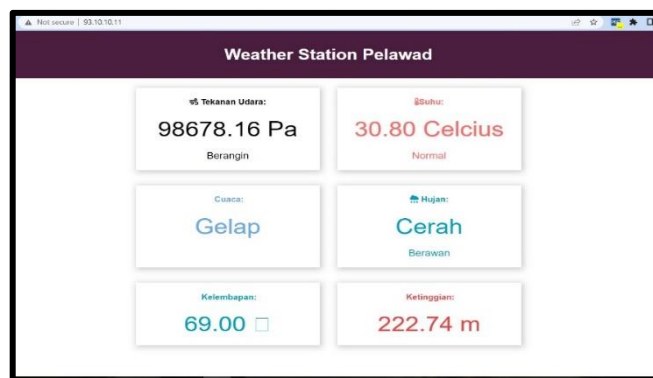 Not secure | 93.10.10.11
Weather Station Pelawad
Tekanan Udara:
98678.16 Pa
Berangin
Suhu:
30.80 Celcius
Normal
Cuaca:
Gelap
Hujan:
Cerah
Berawan
Kelembapan:
69.00 □
Ketinggian:
222.74 m